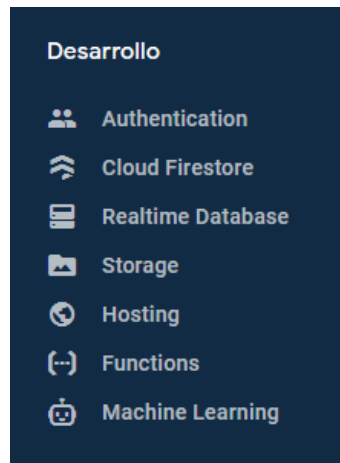 Desarrollo
Authentication
Cloud Firestore
Realtime Database
Storage
Hosting
Functions
Machine Learning